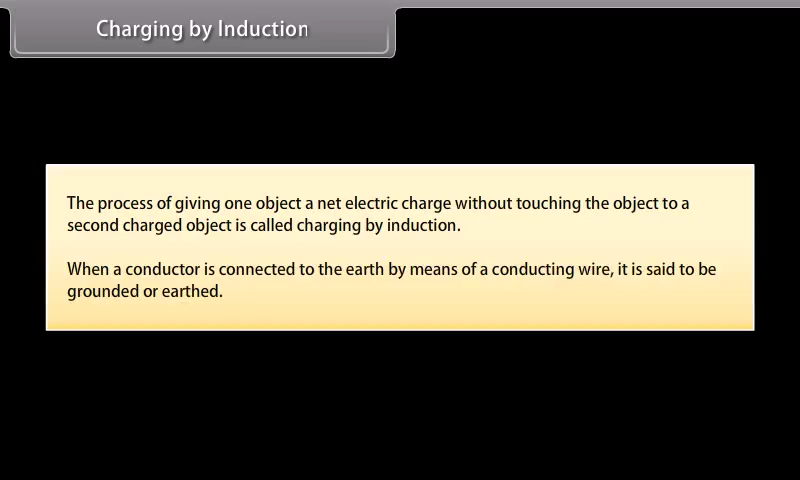 Charging by Induction
The process of giving one object a net electric charge without touching the object to a
second charged object is called charging by induction.
When a conductor is connected to the earth by means of a conducting wire, it is said to be
grounded or earthed.